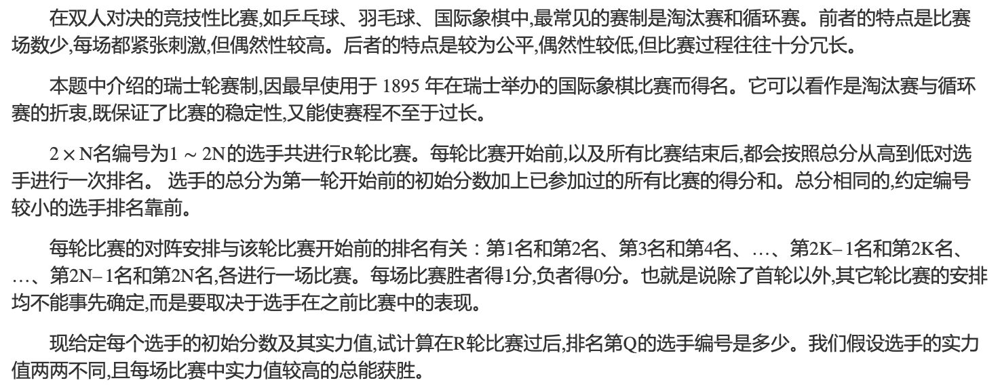 在双人对决的竞技性比赛,如乒乓球、羽毛球、国际象棋中,最常见的赛制是淘汰赛和循环赛。前者的特点是比赛
场数少,每场都紧张刺激,但偶然性较高。后者的特点是较为公平,偶然性较低,但比赛过程往往十分冗长。
本题中介绍的瑞士轮赛制,因最早使用于 1895 年在瑞士举办的国际象棋比赛而得名。它可以看作是淘汰赛与循环
赛的折衷,既保证了比赛的稳定性,又能使赛程不至于过长。
2 × N名编号为1 ∼ 2N的选手共进行R轮比赛。每轮比赛开始前,以及所有比赛结束后,都会按照总分从高到低对选
手进行一次排名。 选手的总分为第一轮开始前的初始分数加上已参加过的所有比赛的得分和。总分相同的,约定编号
较小的选手排名靠前。
每轮比赛的对阵安排与该轮比赛开始前的排名有关：第1名和第2名、第3名和第4名、…、第2K–1名和第2K名、
…、第2N–1名和第2N名,各进行一场比赛。每场比赛胜者得1分,负者得0分。也就是说除了首轮以外,其它轮比赛的安排
均不能事先确定,而是要取决于选手在之前比赛中的表现。
现给定每个选手的初始分数及其实力值,试计算在R轮比赛过后,排名第Q的选手编号是多少。我们假设选手的实力
值两两不同,且每场比赛中实力值较高的总能获胜。